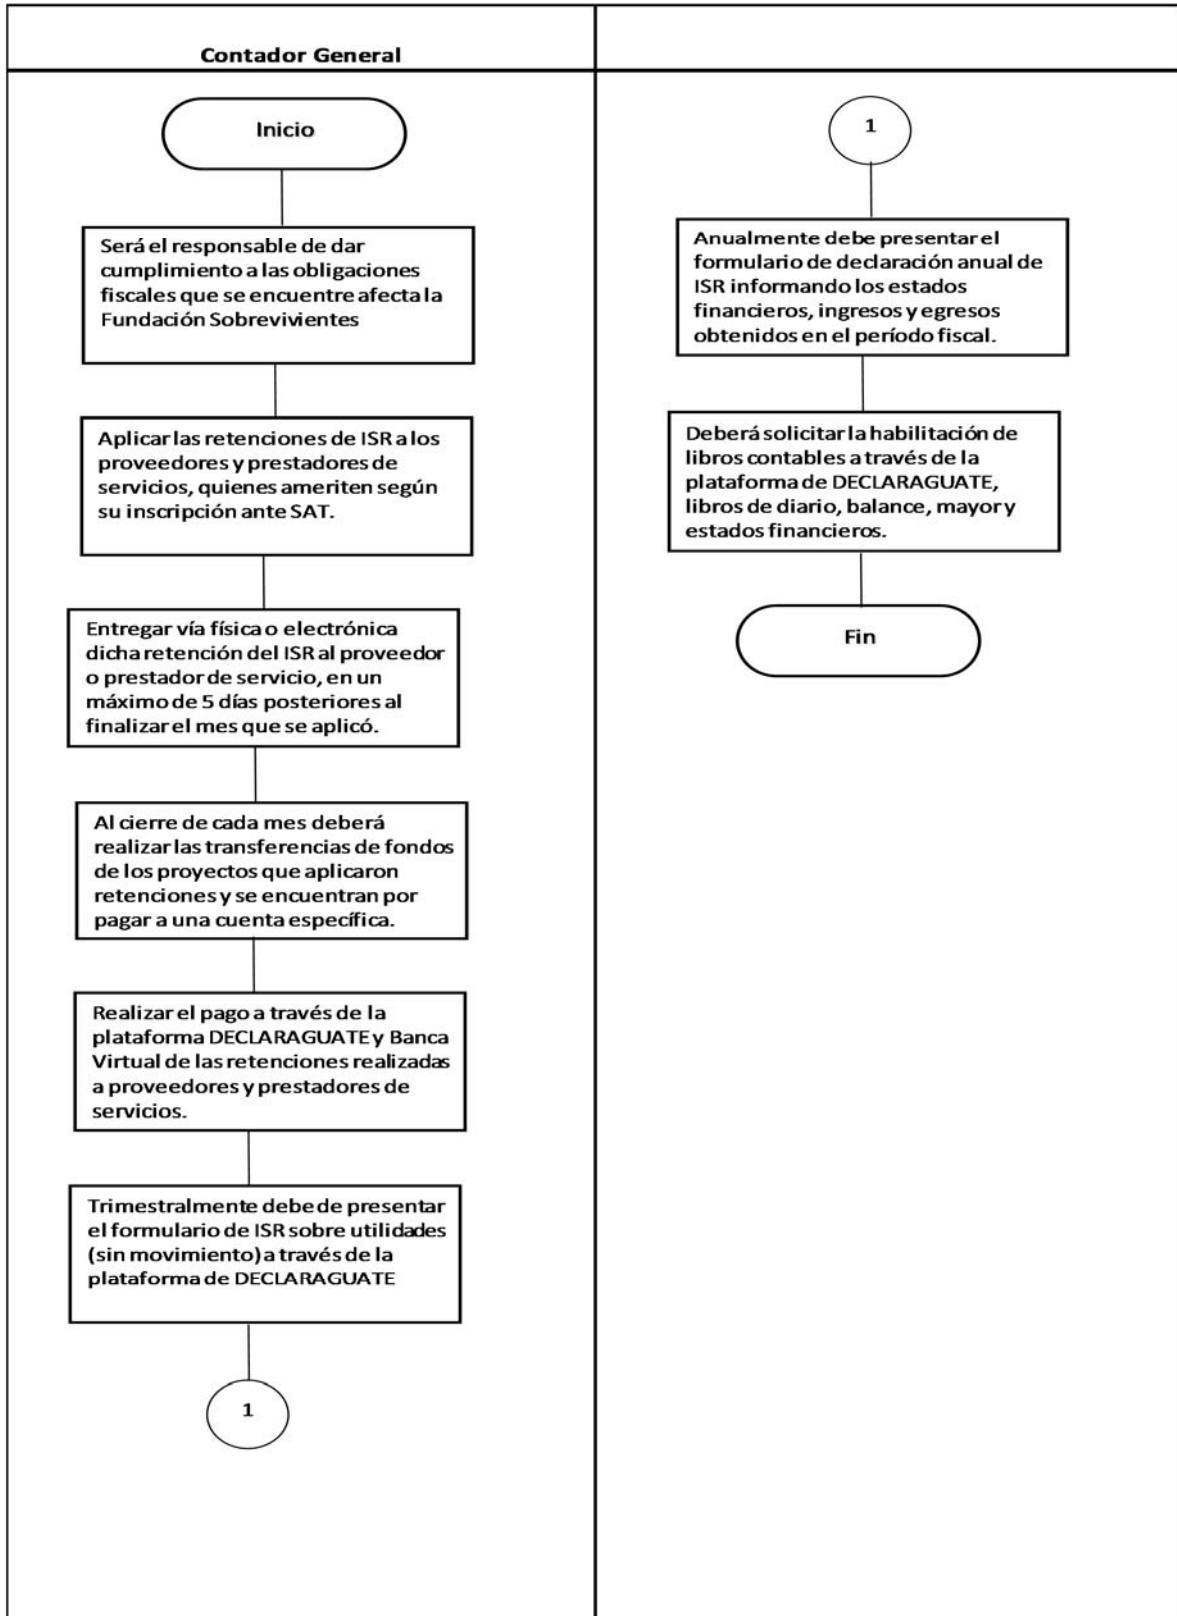 Contador General
Inicio
Será el responsable de dar
cumplimiento a las obligaciones
fiscales que se encuentre afecta la
Fundación Sobrevivientes
Aplicar las retenciones de ISR a los
proveedores y prestadores de
servicios, quienes ameriten según
su inscripción ante SAT.
Entregar vía física o electrónica
dicha retención del ISR al proveedor
o prestador de servicio, en un
máximo de 5 días posteriores al
finalizar el mes que se aplicó.
Al cierre de cada mes deberá
realizar las transferencias de fondos
de los proyectos que aplicaron
retenciones y se encuentran por
pagar a una cuenta específica.
Realizar el pago a través de la
plataforma DECLARAGUATE y Banca
Virtual de las retenciones realizadas
a proveedores y prestadores de
servicios.
Trimestralmente debe de presentar
el formulario de ISR sobre utilidades
(sin movimiento) a través de la
plataforma de DECLARAGUATE
1
1
Anualmente debe presentar el
formulario de declaración anual de
ISR informando los estados
financieros, ingresos y egresos
obtenidos en el período fiscal.
Deberá solicitar la habilitación de
libros contables a través de la
plataforma de DECLARAGUATE,
libros de diario, balance, mayor y
estados financieros.
Fin